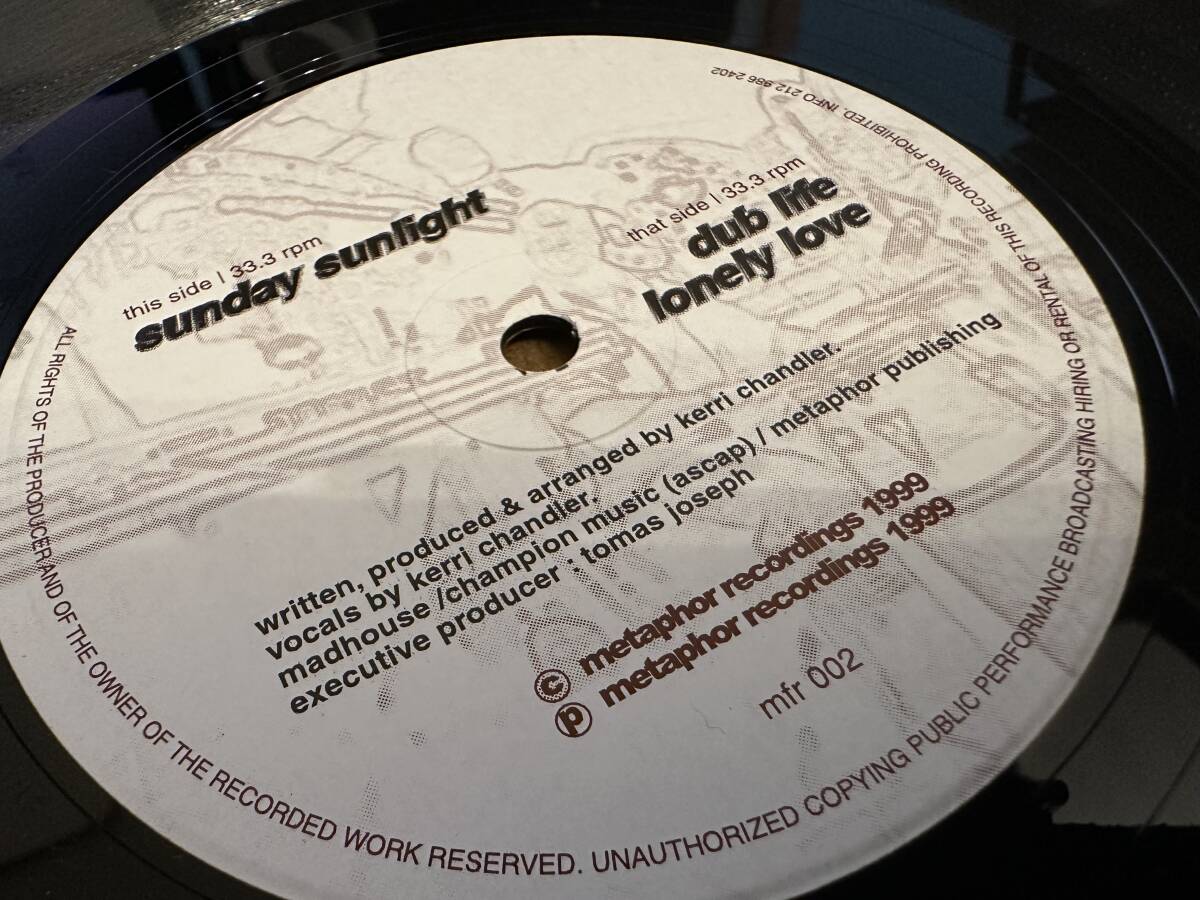 this side | 33.3 rpm
sunday sunlight
that side | 33.3 rpm
dub life
lonely love
written, produced & arranged by kerri chandler.
vocals by kerri chandler.
madhouse /champion music (ascap) / metaphor publishing
executive producer : tomas joseph
c metaphor recordings 1999
p metaphor recordings 1999
mfr 002
ALL RIGHTS OF THE PRODUCER AND OF THE OWNER OF THE RECORDED WORK RESERVED. UNAUTHORIZED COPYING PUBLIC PERFORMANCE BROADCASTING HIRING OR RENTAL OF THIS RECORDING PROHIBITED. INFO 212 986 2402